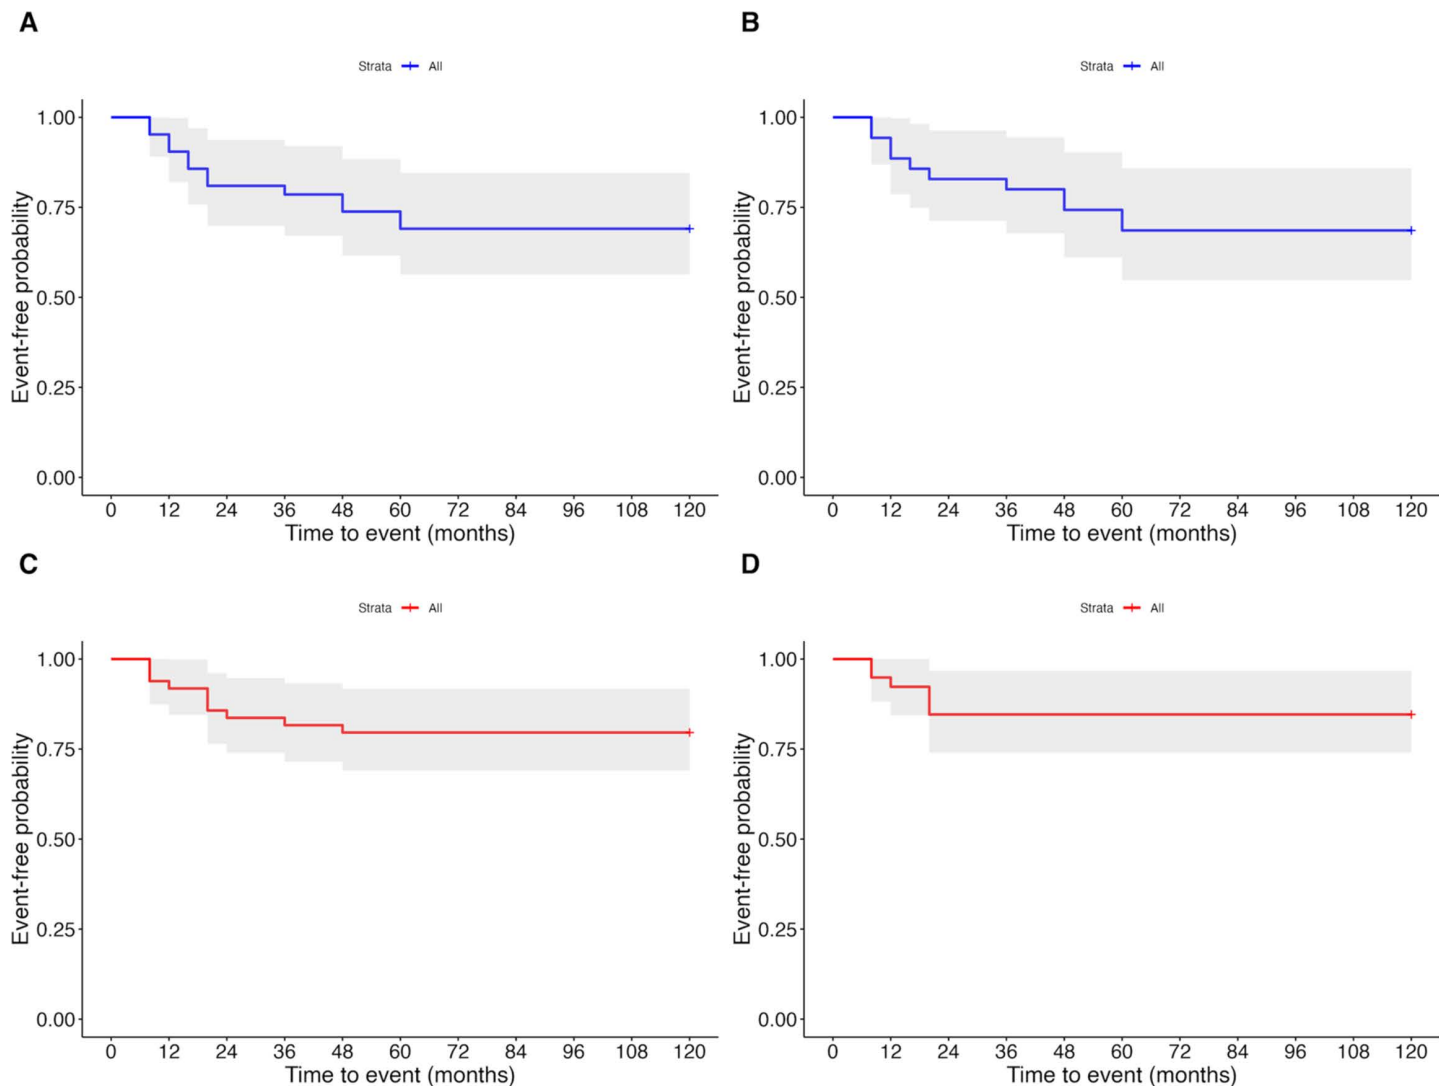 A
Strata All
1.00
0.75
0.50
0.25
0.00
Event-free probability
0 12 24 36 48 60 72 84 96 108 120
Time to event (months)
B
Strata All
1.00
0.75
0.50
0.25
0.00
Event-free probability
0 12 24 36 48 60 72 84 96 108 120
Time to event (months)
C
Strata All
1.00
0.75
0.50
0.25
0.00
Event-free probability
0 12 24 36 48 60 72 84 96 108 120
Time to event (months)
D
Strata All
1.00
0.75
0.50
0.25
0.00
Event-free probability
0 12 24 36 48 60 72 84 96 108 120
Time to event (months)